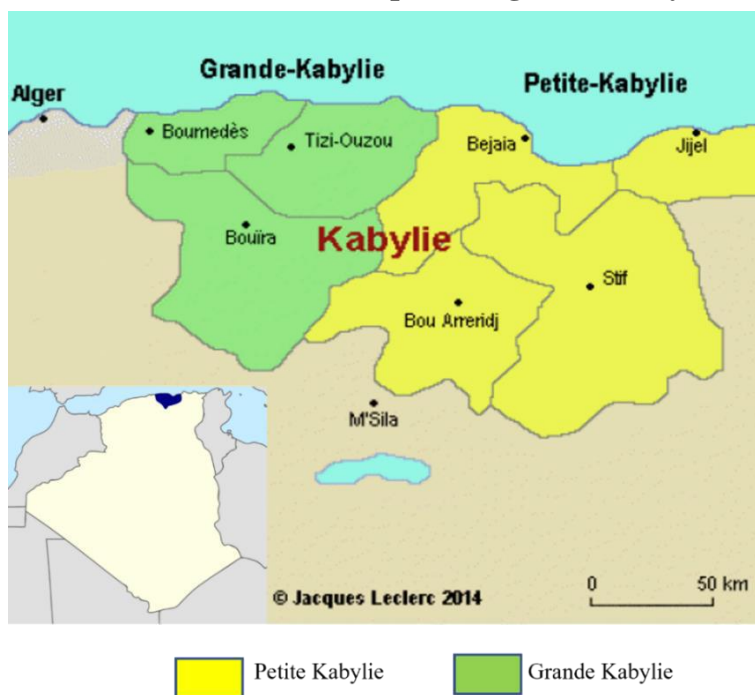 Grande-Kabylie
Petite-Kabylie
Alger
Boumedès
Tizi-Ouzou
Bejaia
Jijel
Bouïra
Kabylie
Stif
Bou Arreridj
M'Sila
0 50 km
© Jacques Leclerc 2014
Petite Kabylie
Grande Kabylie